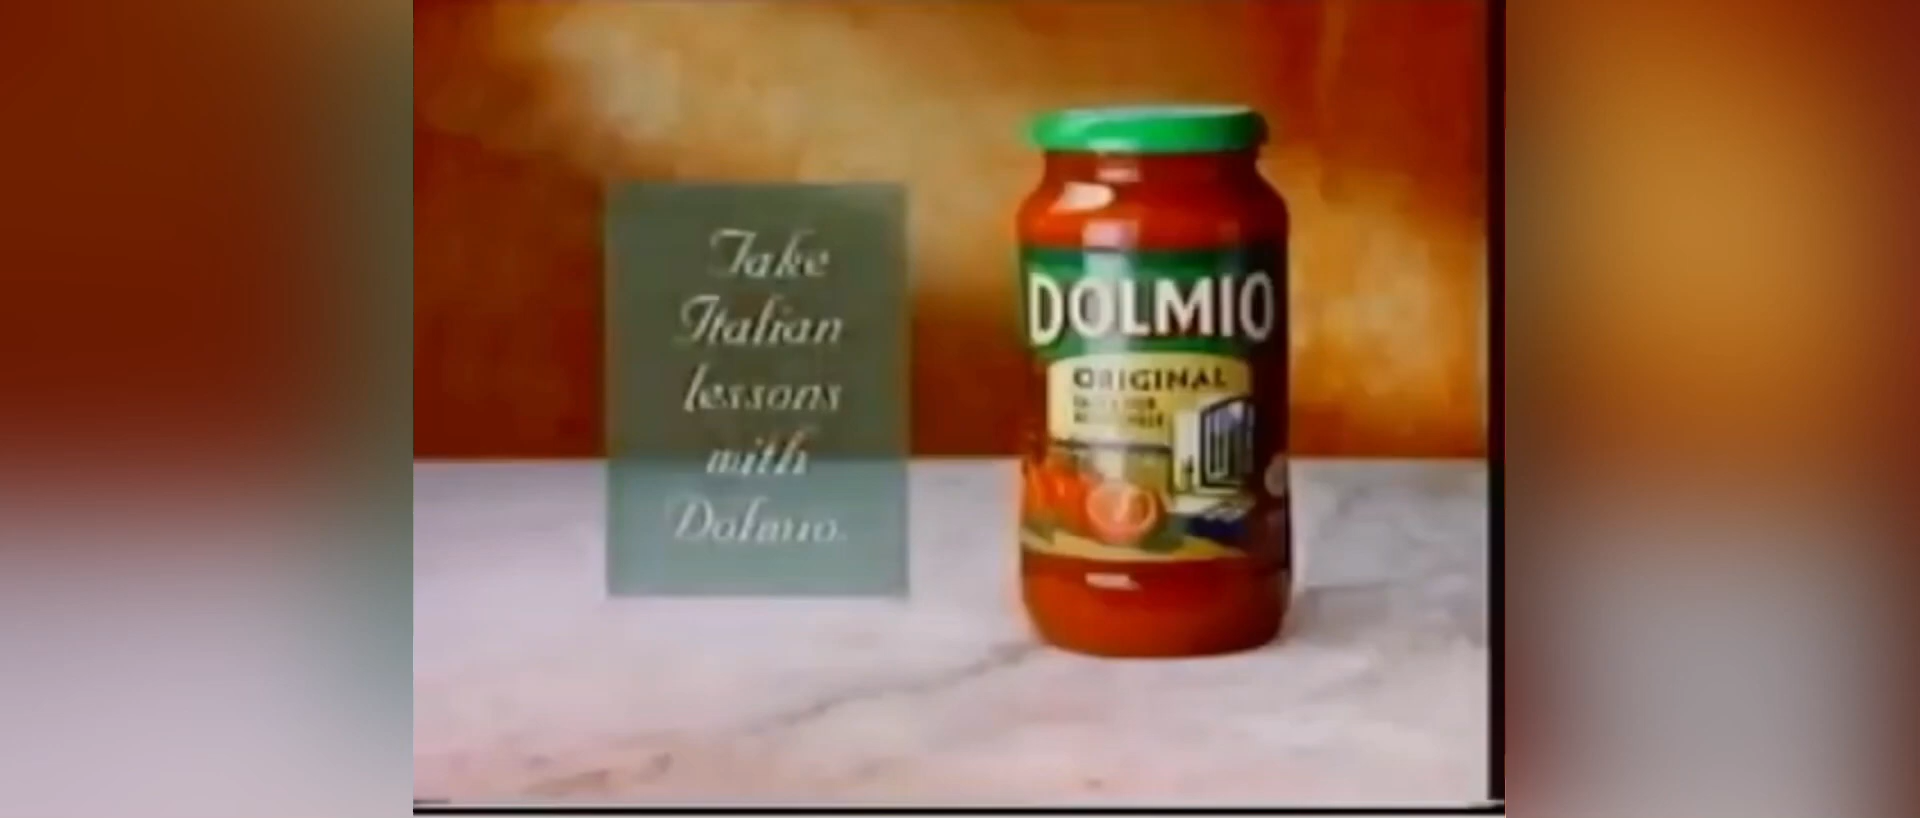 Take
Italian
lessons
with
Dolmio.
DOLMIO
ORIGINAL